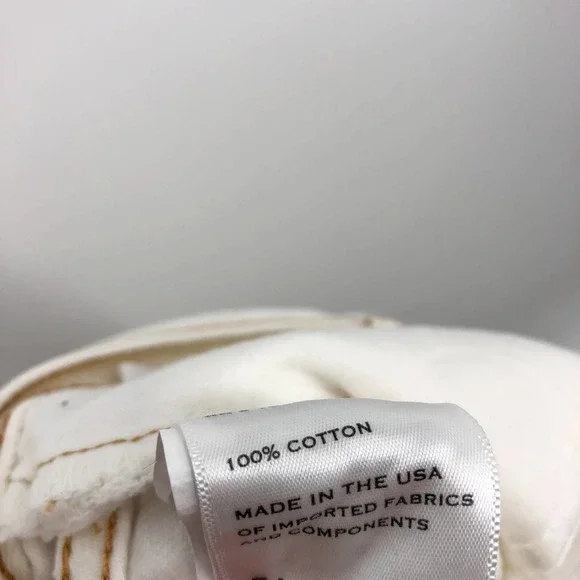 100% COTTON
MADE IN THE USA
OF IMPORTED FABRICS
AND COMPONENTS